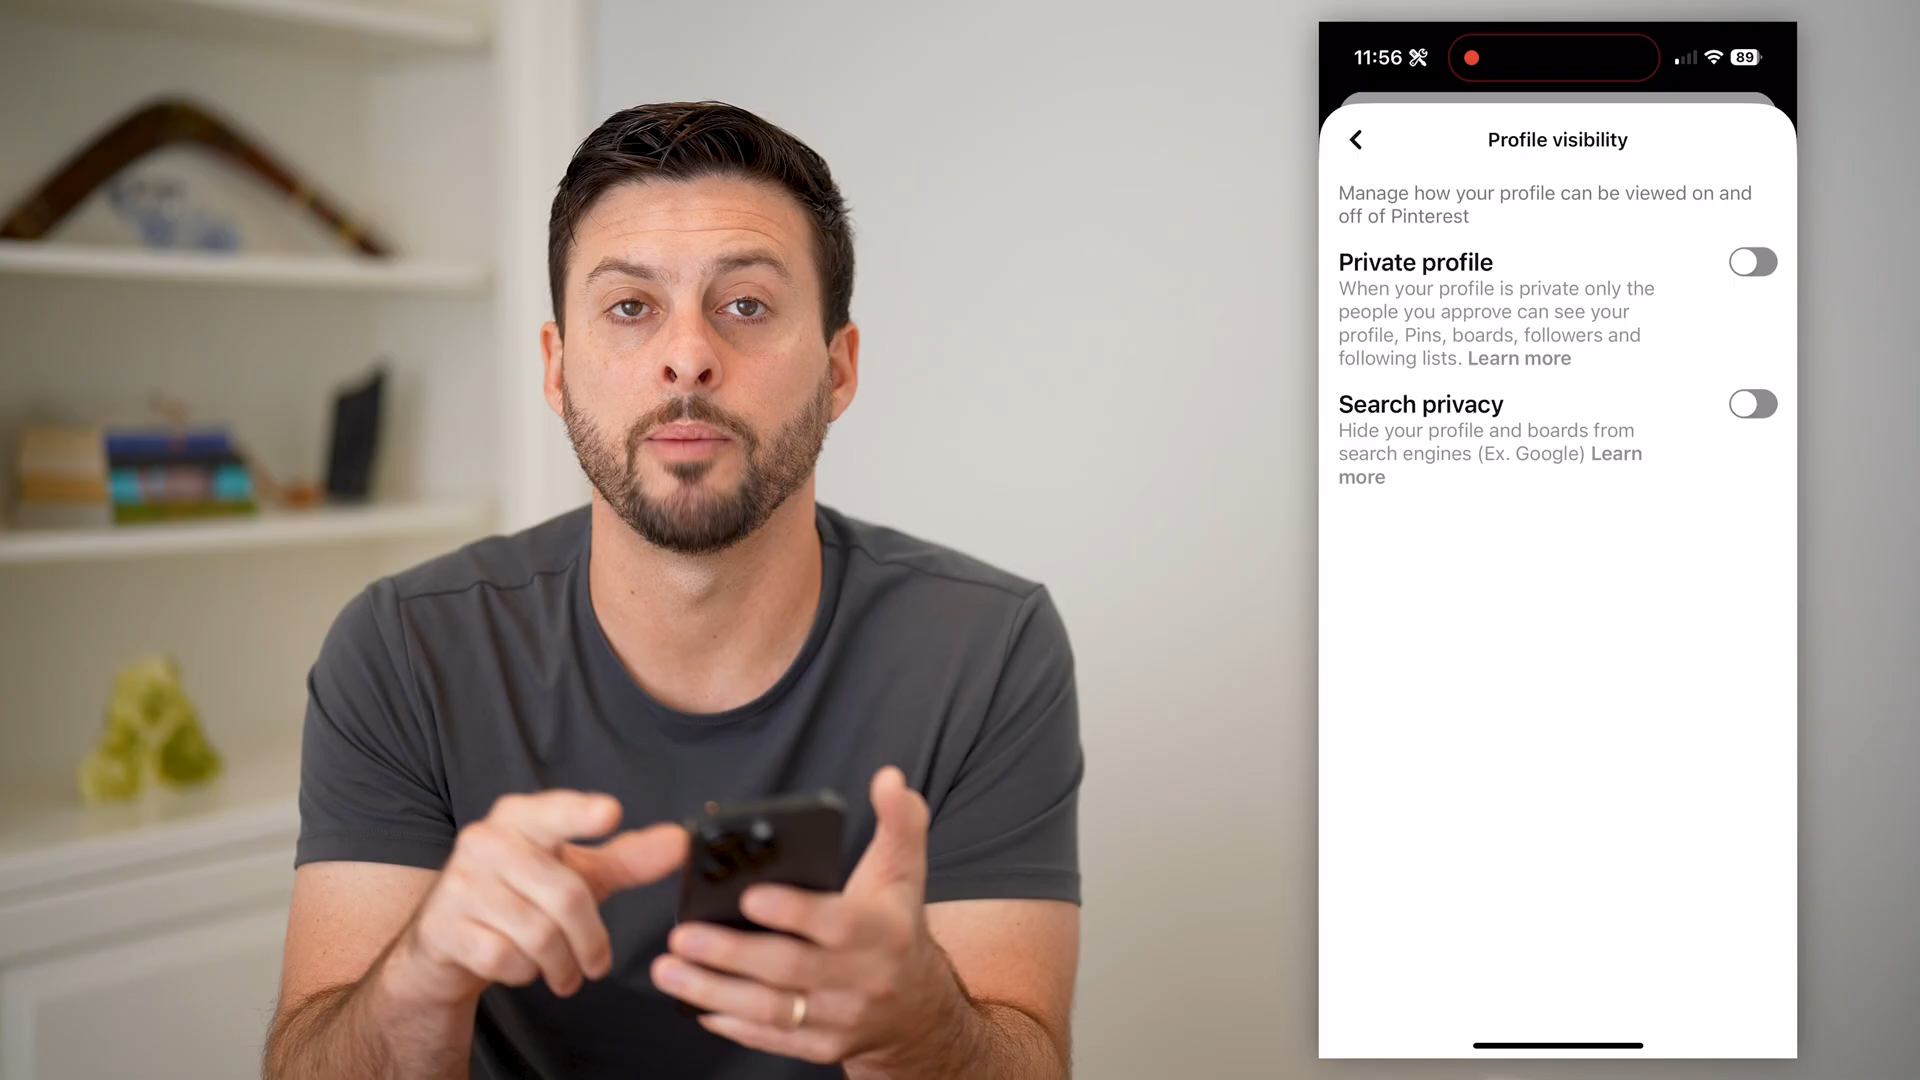 11:56
89
Profile visibility
Manage how your profile can be viewed on and
off of Pinterest
Private profile
When your profile is private only the
people you approve can see your
profile, Pins, boards, followers and
following lists. Learn more
Search privacy
Hide your profile and boards from
search engines (Ex. Google) Learn
more